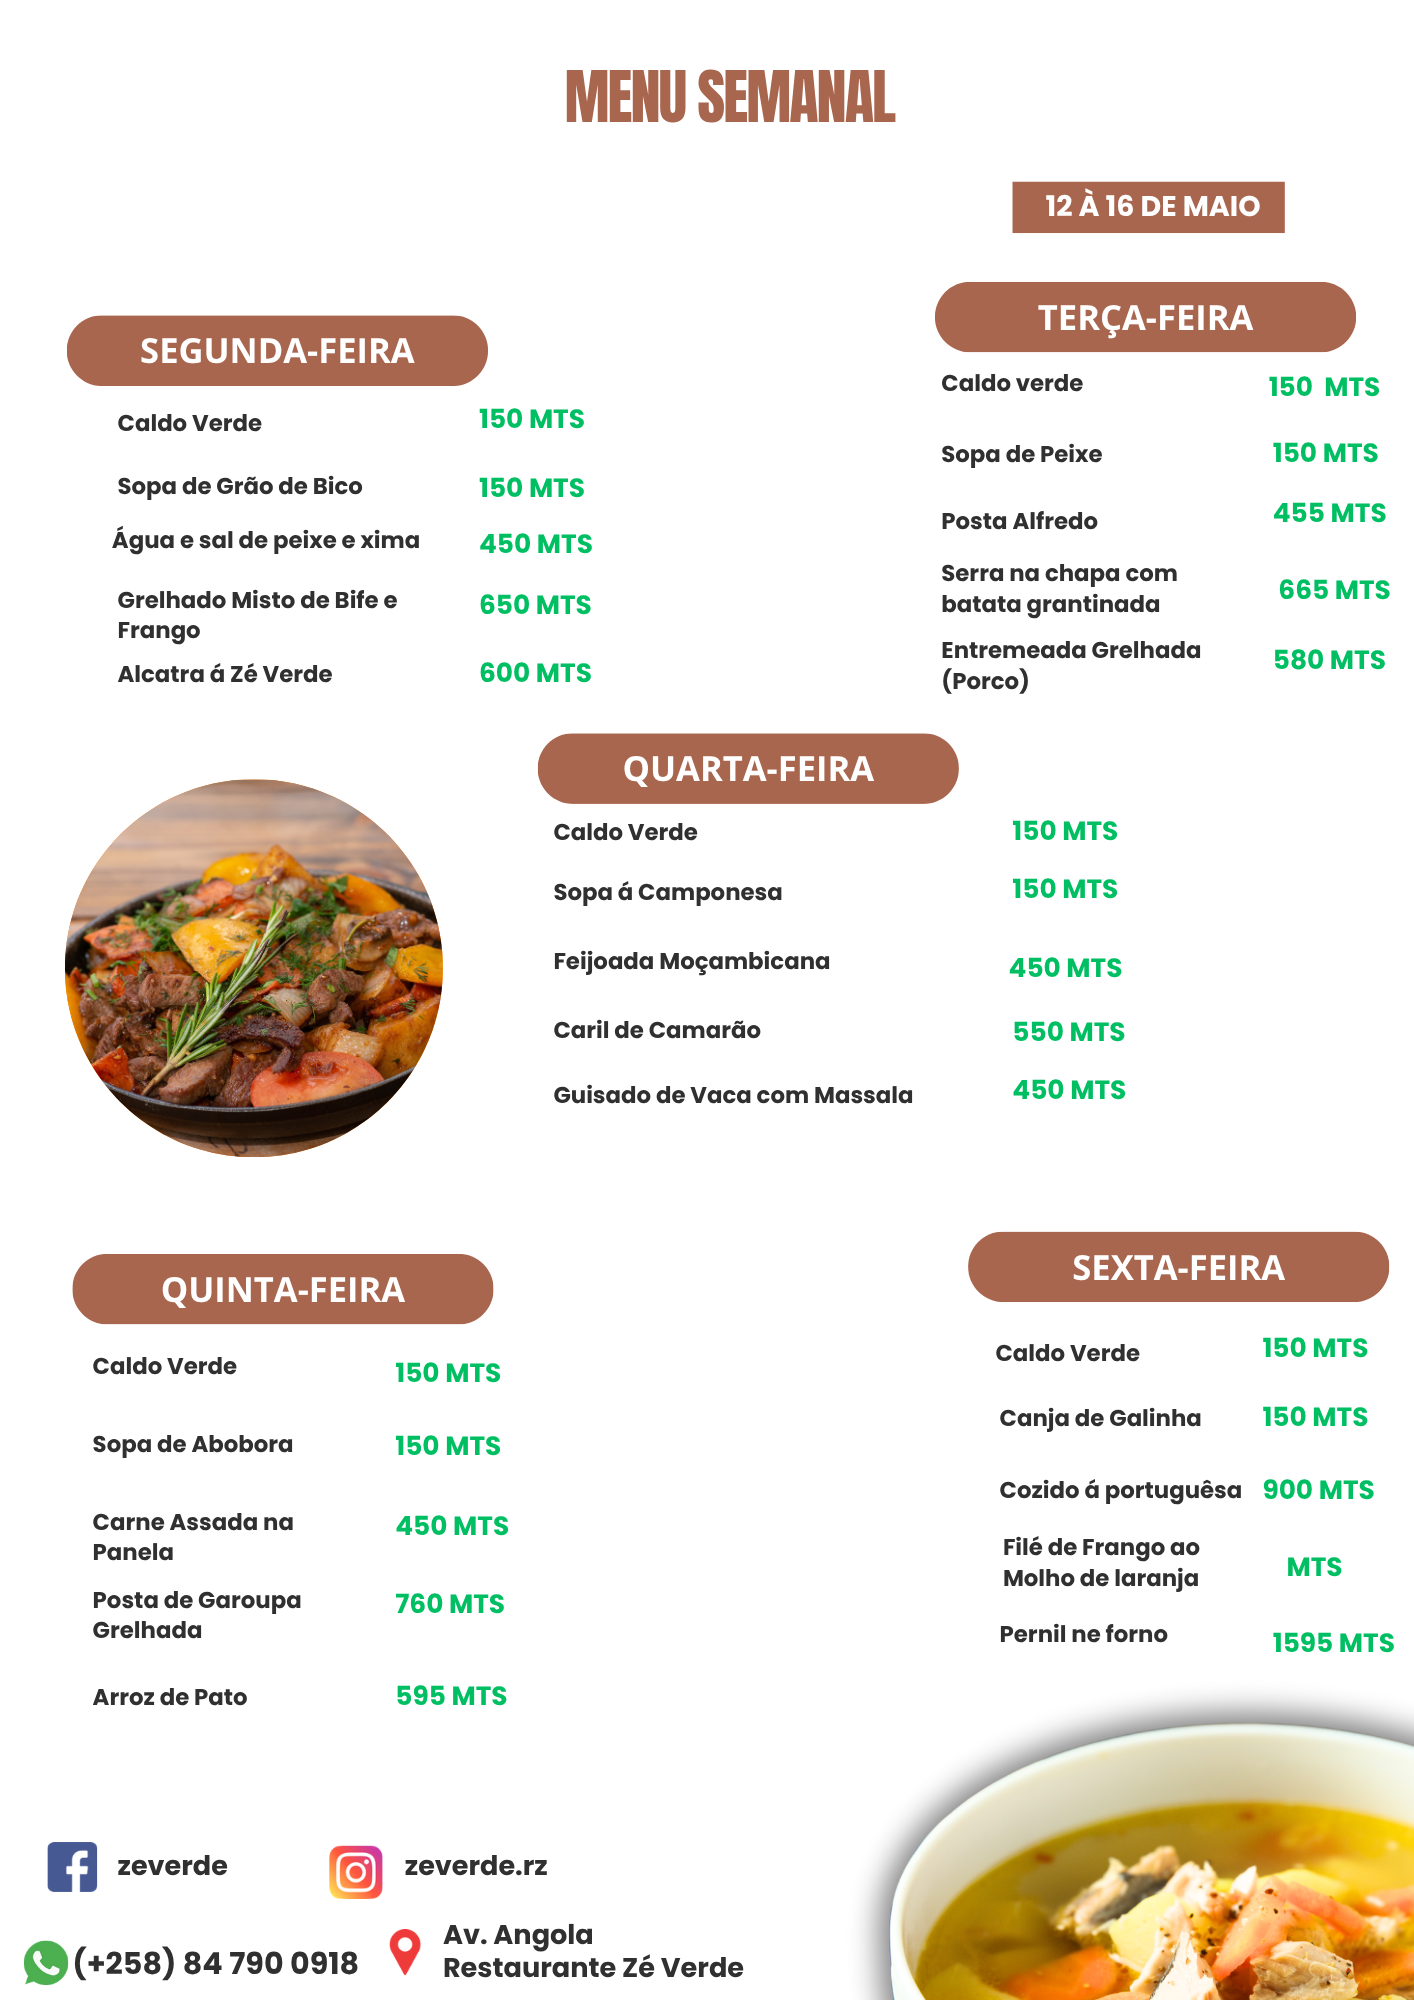 MENU SEMANAL
12 À 16 DE MAIO
SEGUNDA-FEIRA
Caldo Verde 150 MTS
Sopa de Grão de Bico 150 MTS
Água e sal de peixe e xima 450 MTS
Grelhado Misto de Bife e
Frango 650 MTS
Alcatra á Zé Verde 600 MTS
TERÇA-FEIRA
Caldo verde 150 MTS
Sopa de Peixe 150 MTS
Posta Alfredo 455 MTS
Serra na chapa com
batata grantinada 665 MTS
Entremeada Grelhada
(Porco) 580 MTS
QUARTA-FEIRA
Caldo Verde 150 MTS
Sopa á Camponesa 150 MTS
Feijoada Moçambicana 450 MTS
Caril de Camarão 550 MTS
Guisado de Vaca com Massala 450 MTS
QUINTA-FEIRA
Caldo Verde 150 MTS
Sopa de Abobora 150 MTS
Carne Assada na
Panela 450 MTS
Posta de Garoupa
Grelhada 760 MTS
Arroz de Pato 595 MTS
SEXTA-FEIRA
Caldo Verde 150 MTS
Canja de Galinha 150 MTS
Cozido á portuguêsa 900 MTS
Filé de Frango ao
Molho de laranja MTS
Pernil ne forno 1595 MTS
zeverde
zeverde.rz
(+258) 84 790 0918
Av. Angola
Restaurante Zé Verde